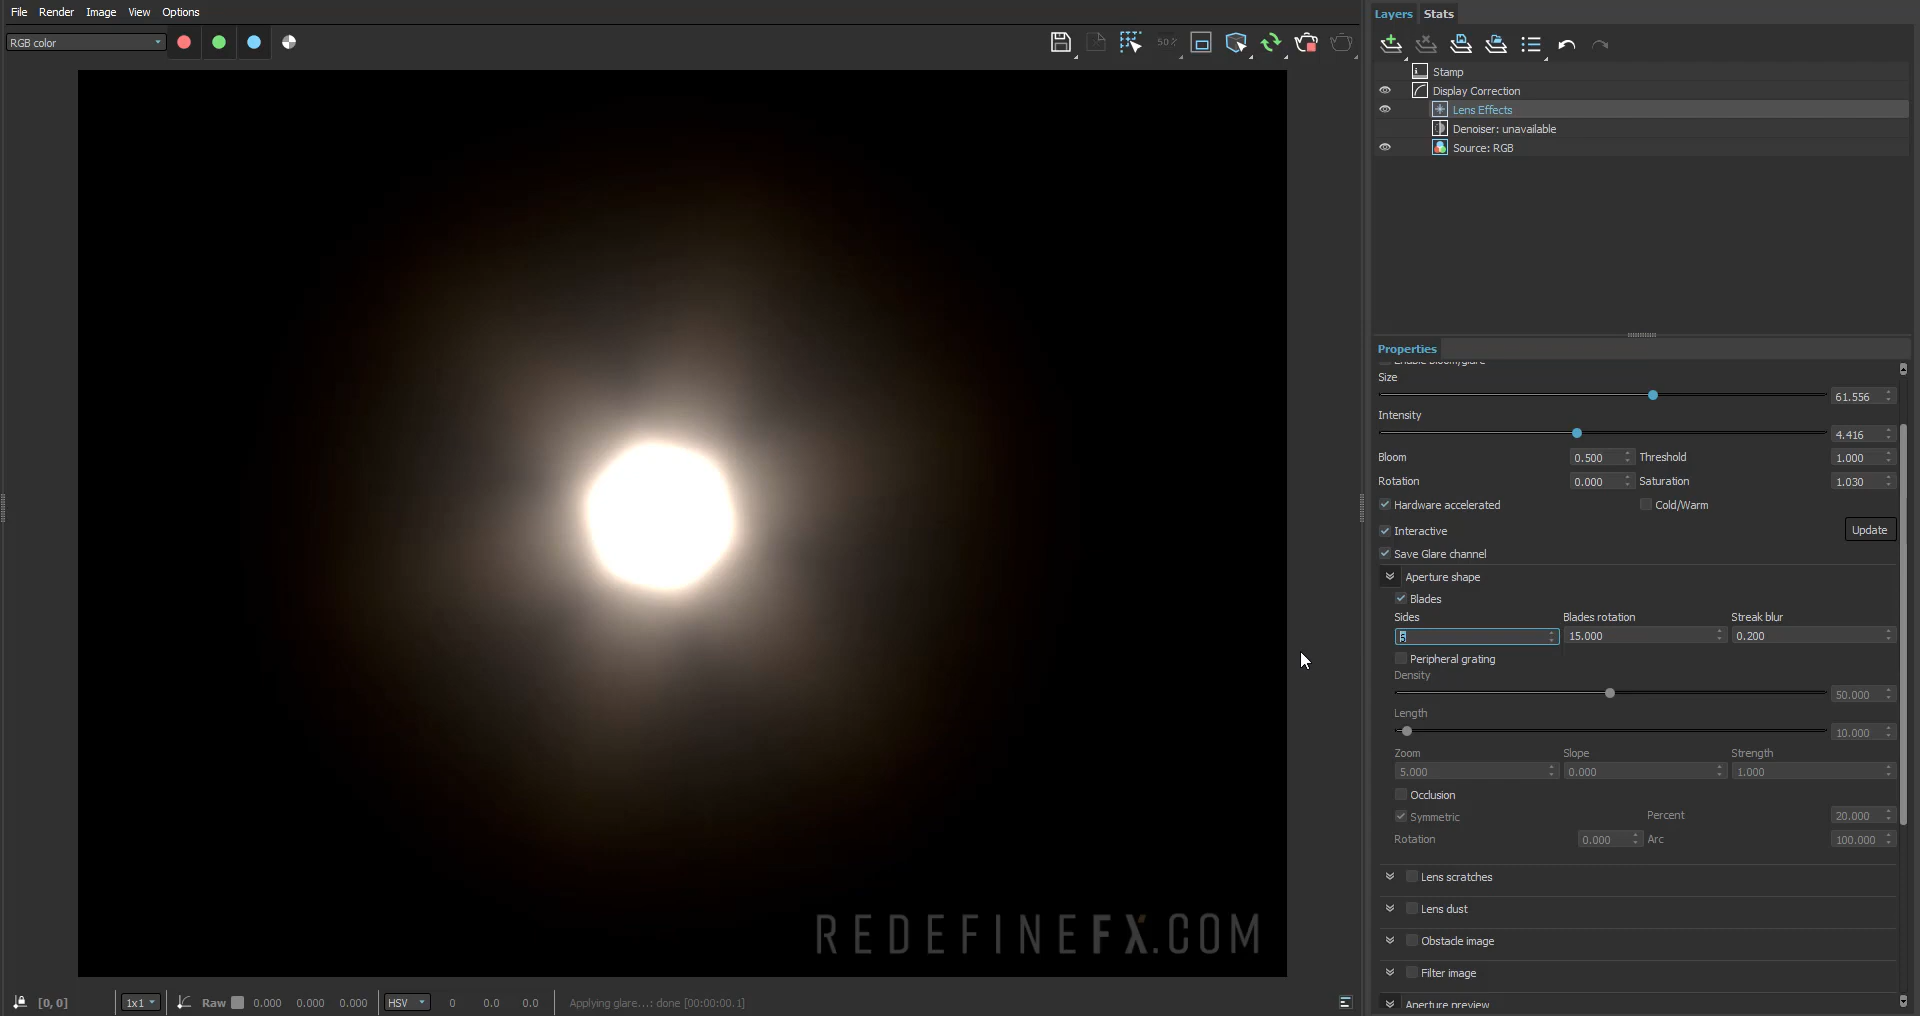 File Render Image View Options
RGB color
50%
Layers Stats
Stamp
Display Correction
Lens Effects
Denoiser: unavailable
Source: RGB
Properties
Enable bloom/glare
Size
61.556
Intensity
4.416
Bloom 0.500 Threshold 1.000
Rotation 0.000 Saturation 1.030
Hardware accelerated Cold/Warm
Interactive Update
Save Glare channel
Aperture shape
Blades
Sides Blades rotation Streak blur
5 15.000 0.200
Peripheral grating
Density
50.000
Length
10.000
Zoom Slope Strength
5.000 0.000 1.000
Occlusion
Symmetric Percent 20.000
Rotation 0.000 Arc 100.000
Lens scratches
Lens dust
Obstacle image
Filter image
Aperture preview
REDEFINEFX.COM
[0, 0] 1x1 Raw 0.000 0.000 0.000 HSV 0 0.0 0.0 Applying glare...: done [00:00:00.1]